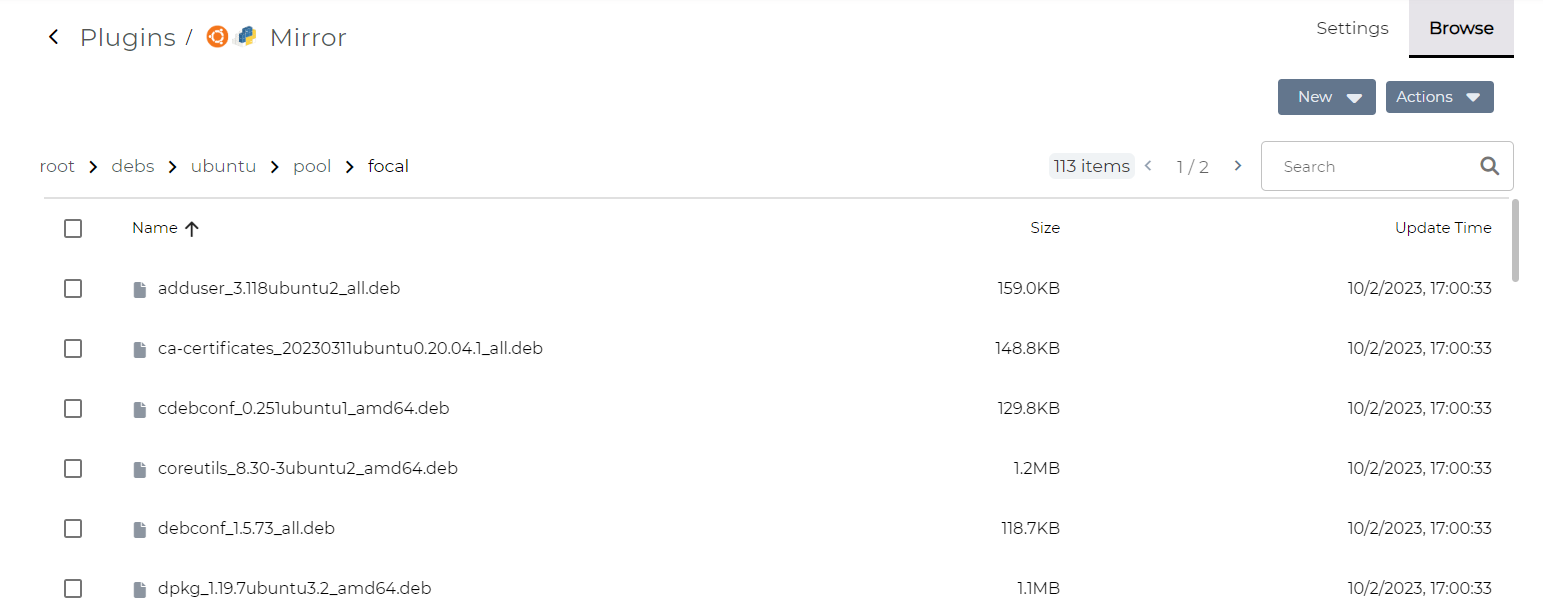 Plugins / Mirror
Settings Browse
New Actions
root debs ubuntu pool focal 113 items 1 / 2 Search
Name Size Update Time
adduser_3.118ubuntu2_all.deb 159.0KB 10/2/2023, 17:00:33
ca-certificates_20230311ubuntu0.20.04.1_all.deb 148.8KB 10/2/2023, 17:00:33
cdebconf_0.251ubuntu1_amd64.deb 129.8KB 10/2/2023, 17:00:33
coreutils_8.30-3ubuntu2_amd64.deb 1.2MB 10/2/2023, 17:00:33
debconf_1.5.73_all.deb 118.7KB 10/2/2023, 17:00:33
dpkg_1.19.7ubuntu3.2_amd64.deb 1.1MB 10/2/2023, 17:00:33